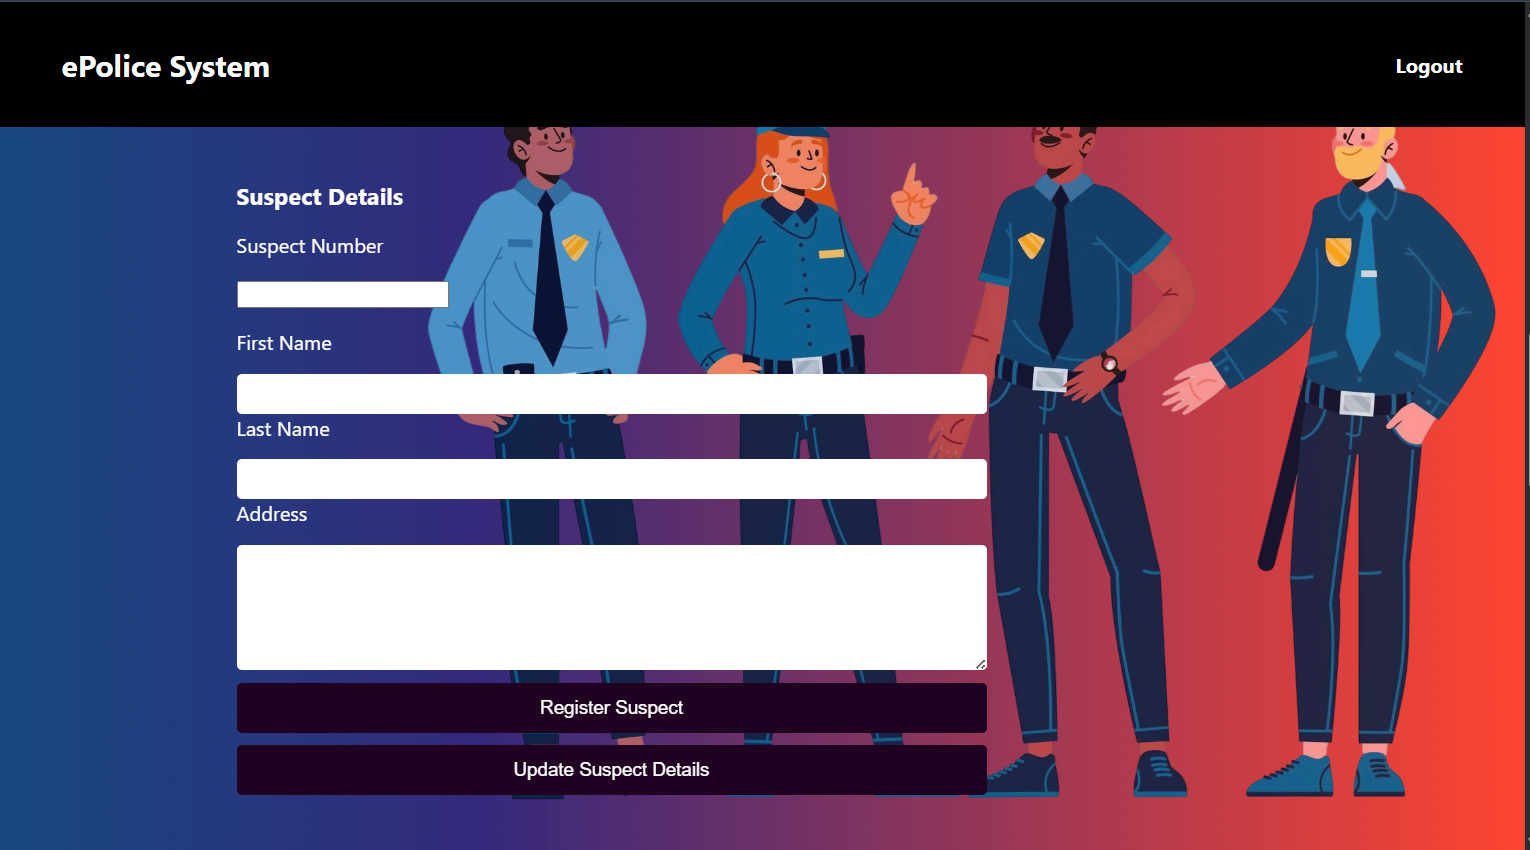 ePolice System
Logout
Suspect Details
Suspect Number
First Name
Last Name
Address
Register Suspect
Update Suspect Details